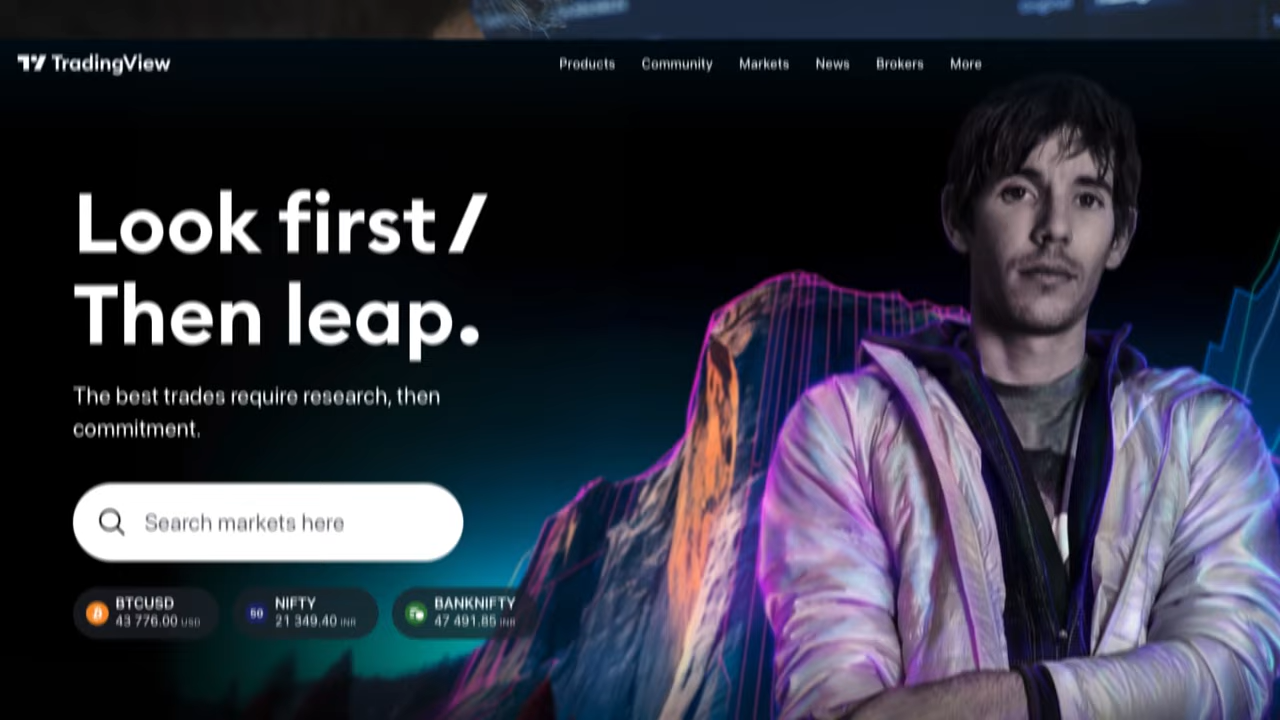 TradingView
Products Community Markets News Brokers More
Look first /
Then leap.
The best trades require research, then
commitment.
Search markets here
BTCUSD
43 776.00 USD
50
NIFTY
21 349.40 INR
BANKNIFTY
47 491.85 INR